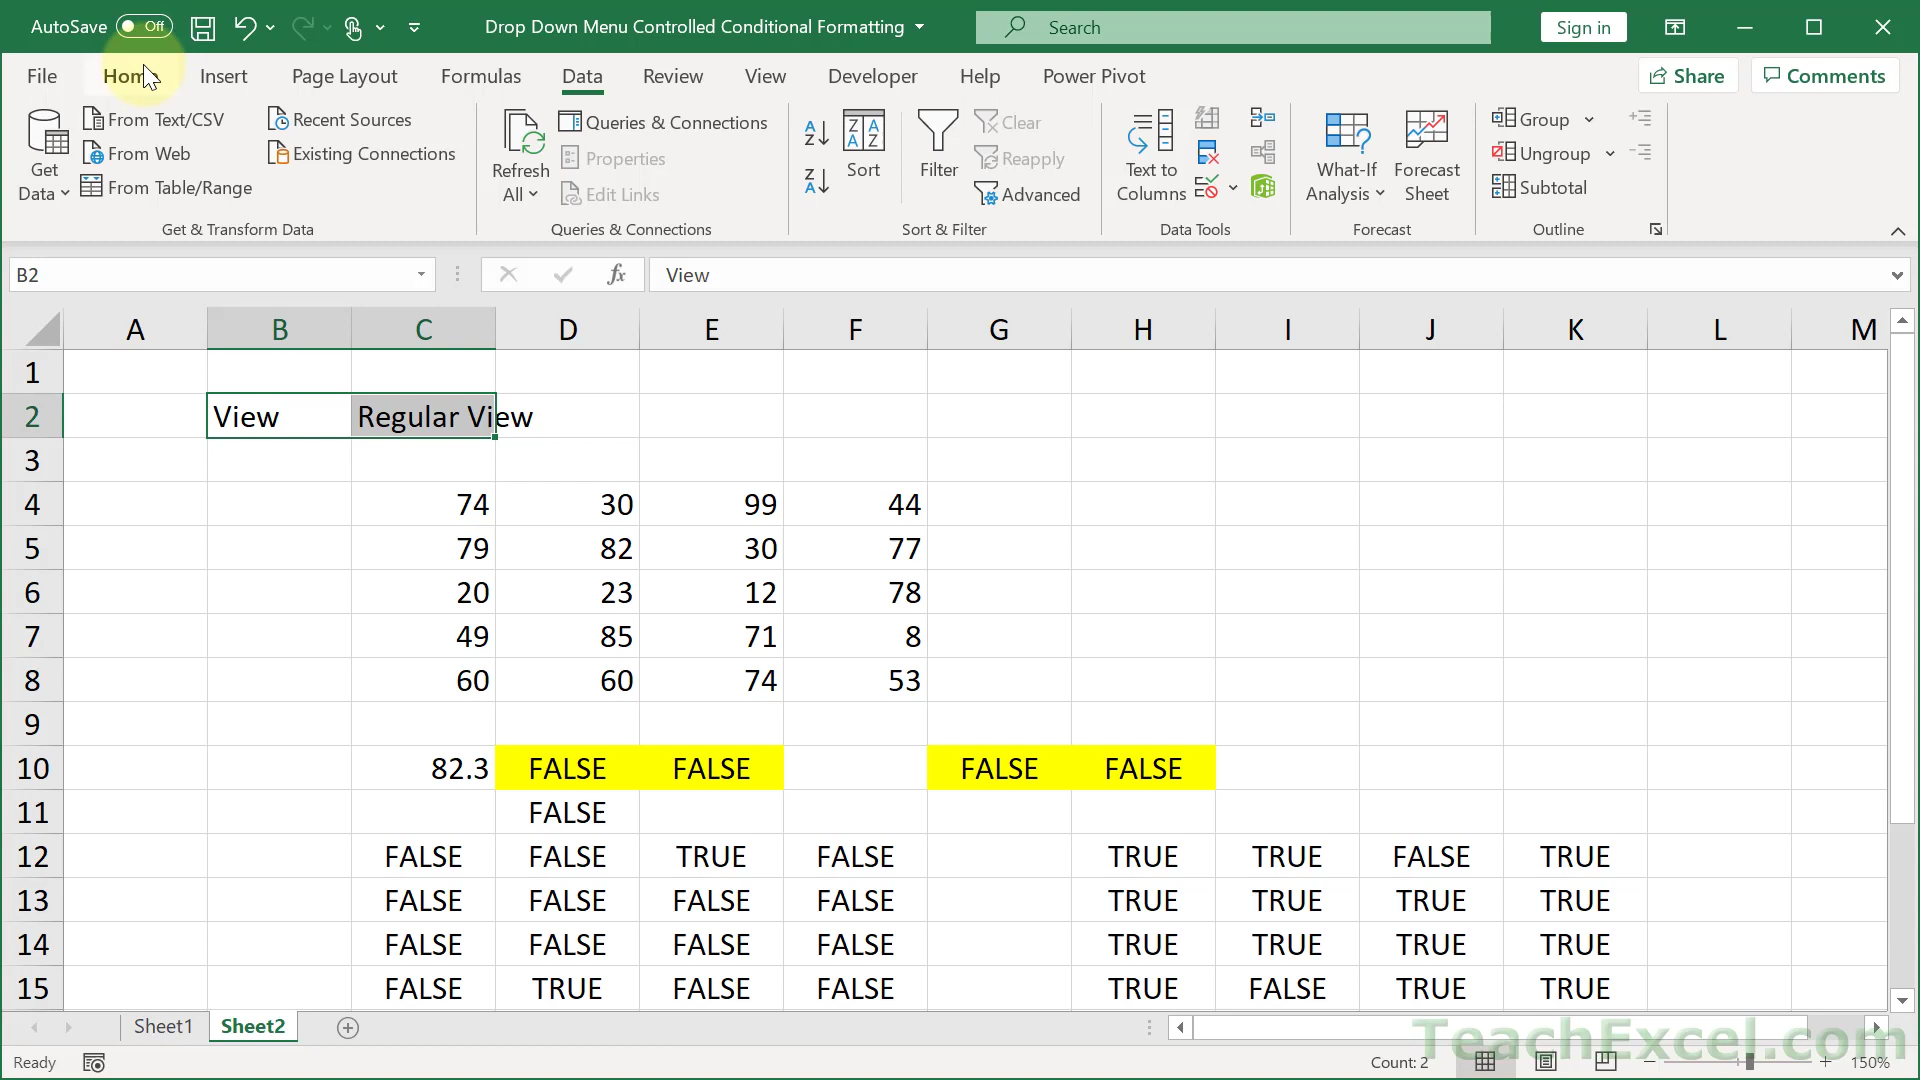 AutoSave Off Drop Down Menu Controlled Conditional Formatting Search Sign in
File Home Insert Page Layout Formulas Data Review View Developer Help Power Pivot Share Comments
Get Data From Text/CSV From Web From Table/Range Recent Sources Existing Connections
Refresh All Queries & Connections Properties Edit Links
Sort Filter Clear Reapply Advanced
Text to Columns What-If Analysis Forecast Sheet
Group Ungroup Subtotal
Get & Transform Data Queries & Connections Sort & Filter Data Tools Forecast Outline
B2 fx View
A B C D E F G H I J K L M
1
2 View Regular View
3
4 74 30 99 44
5 79 82 30 77
6 20 23 12 78
7 49 85 71 8
8 60 60 74 53
9
10 82.3 FALSE FALSE FALSE FALSE
11 FALSE
12 FALSE FALSE TRUE FALSE TRUE TRUE FALSE TRUE
13 FALSE FALSE FALSE FALSE TRUE TRUE TRUE TRUE
14 FALSE FALSE FALSE FALSE TRUE TRUE TRUE TRUE
15 FALSE TRUE FALSE FALSE TRUE FALSE TRUE TRUE
Sheet1 Sheet2
TeachExcel.com
Ready Count: 2 150%